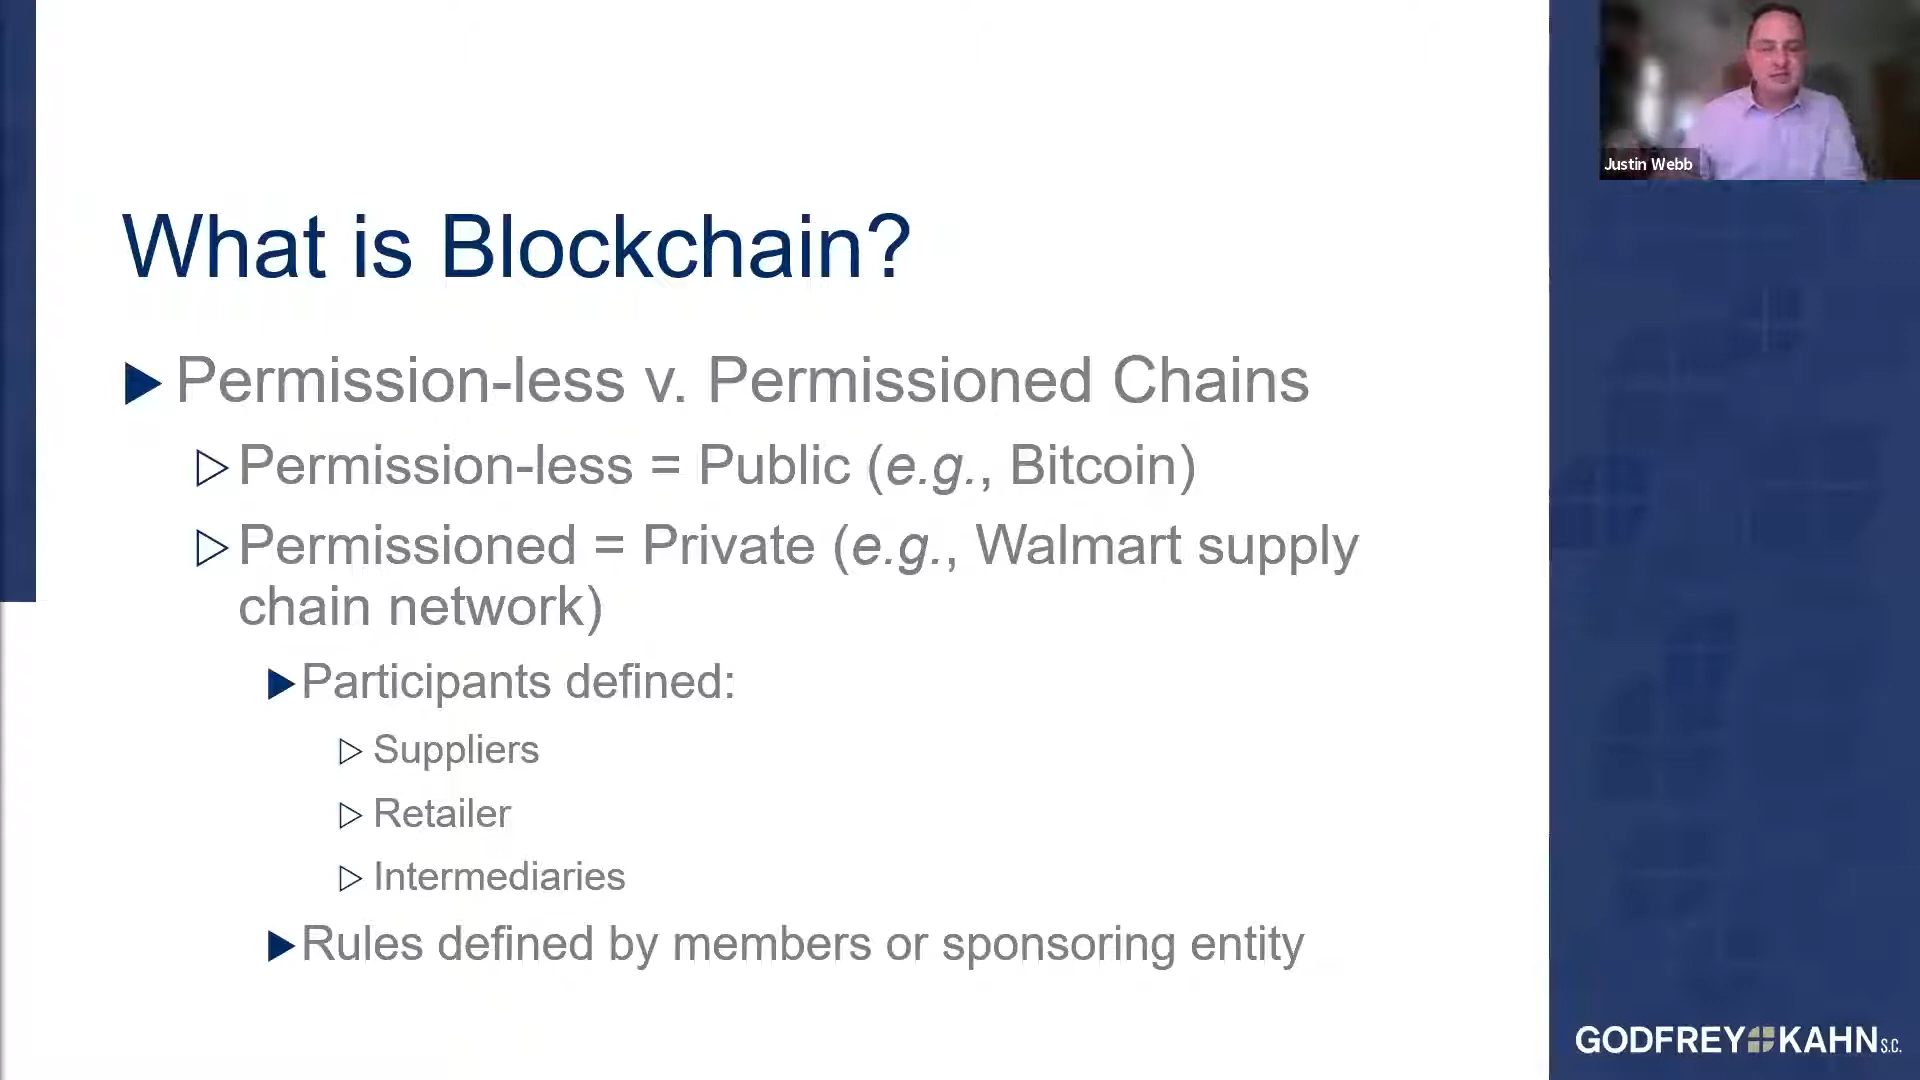 Justin Webb
What is Blockchain?
Permission-less v. Permissioned Chains
Permission-less = Public (e.g., Bitcoin)
Permissioned = Private (e.g., Walmart supply
chain network)
Participants defined:
Suppliers
Retailer
Intermediaries
Rules defined by members or sponsoring entity
GODFREY KAHN S.C.